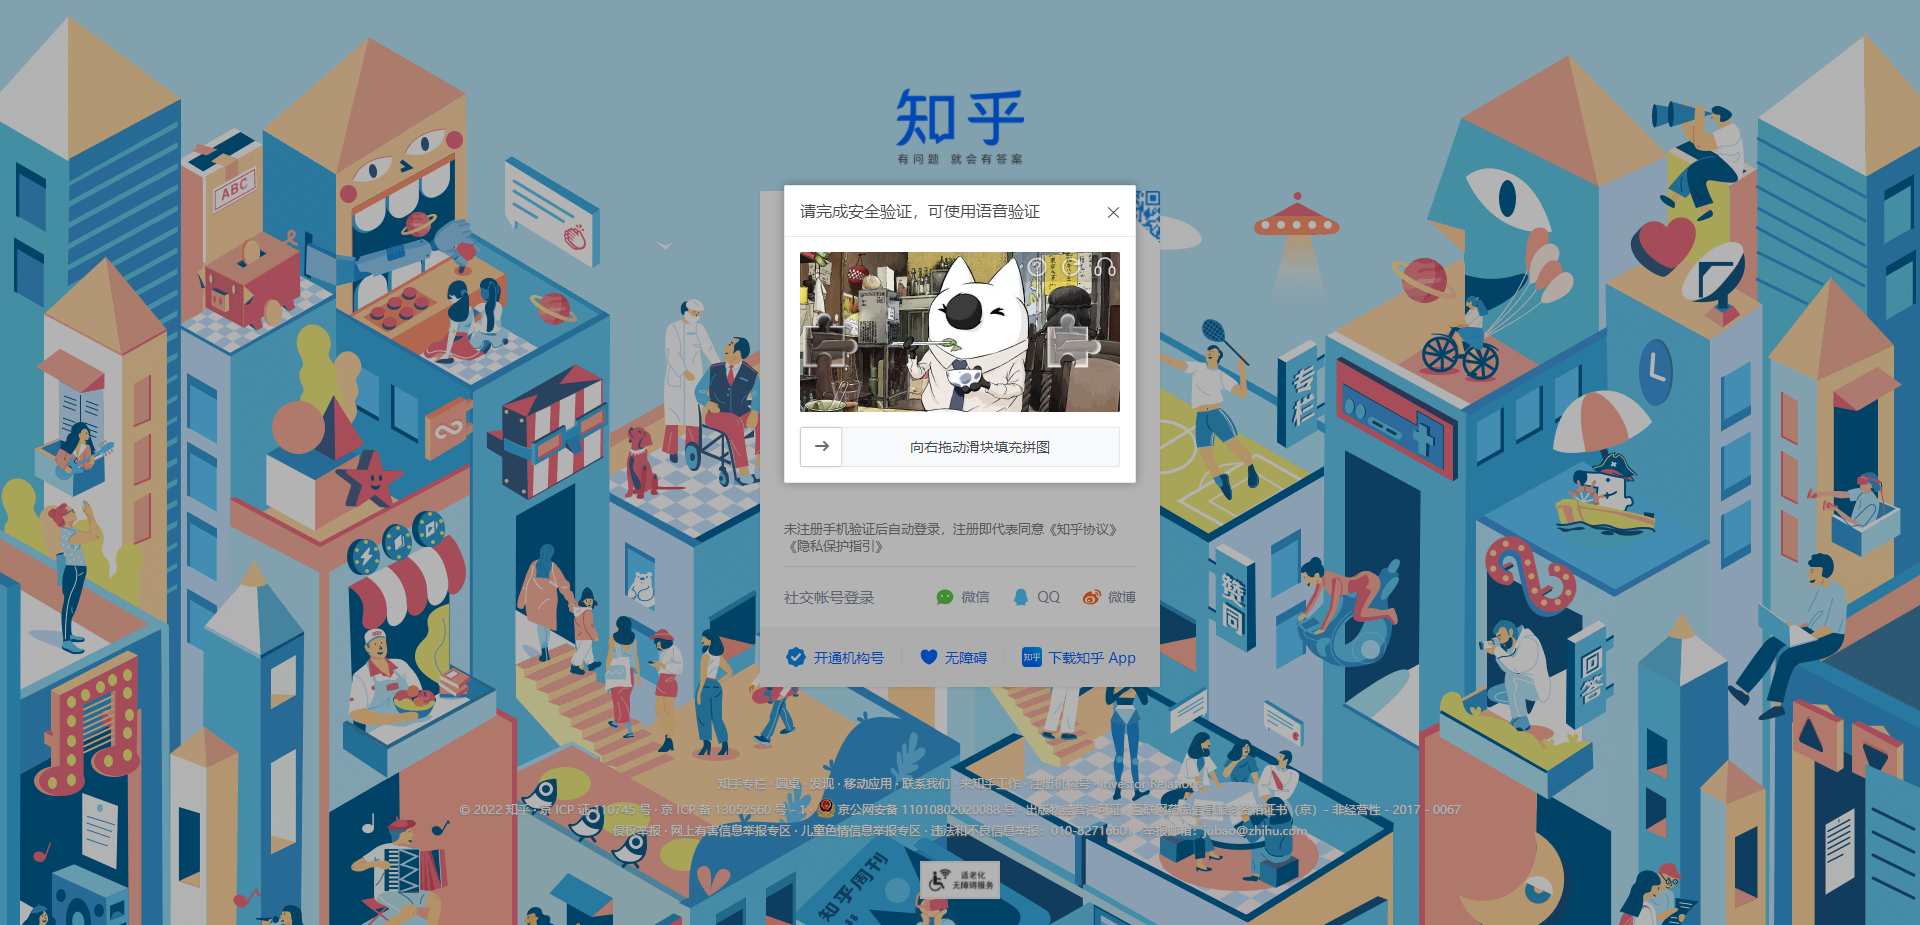 知乎
有问题 就会有答案
ABC
请完成安全验证，可使用语音验证
向右拖动滑块填充拼图
专栏
未注册手机验证后自动登录，注册即代表同意《知乎协议》
《隐私保护指引》
社交帐号登录 微信 QQ 微博
赞同
开通机构号 无障碍 知乎 下载知乎 App
回答
知乎专栏 · 圆桌 · 发现 · 移动应用 · 联系我们 · 来知乎工作 · 注册机构号 · Investor Relations
© 2022 知乎 · 京 ICP 证 110745 号 · 京 ICP 备 13052560 号 - 1 · 京公网安备 11010802020088 号 · 出版物经营许可证 · 互联网药品信息服务资格证书（京）- 非经营性 - 2017 - 0067
侵权举报 · 网上有害信息举报专区 · 儿童色情信息举报专区 · 违法和不良信息举报：010-82716601 · 举报邮箱：jubao@zhihu.com
知乎周刊
适老化
无障碍服务